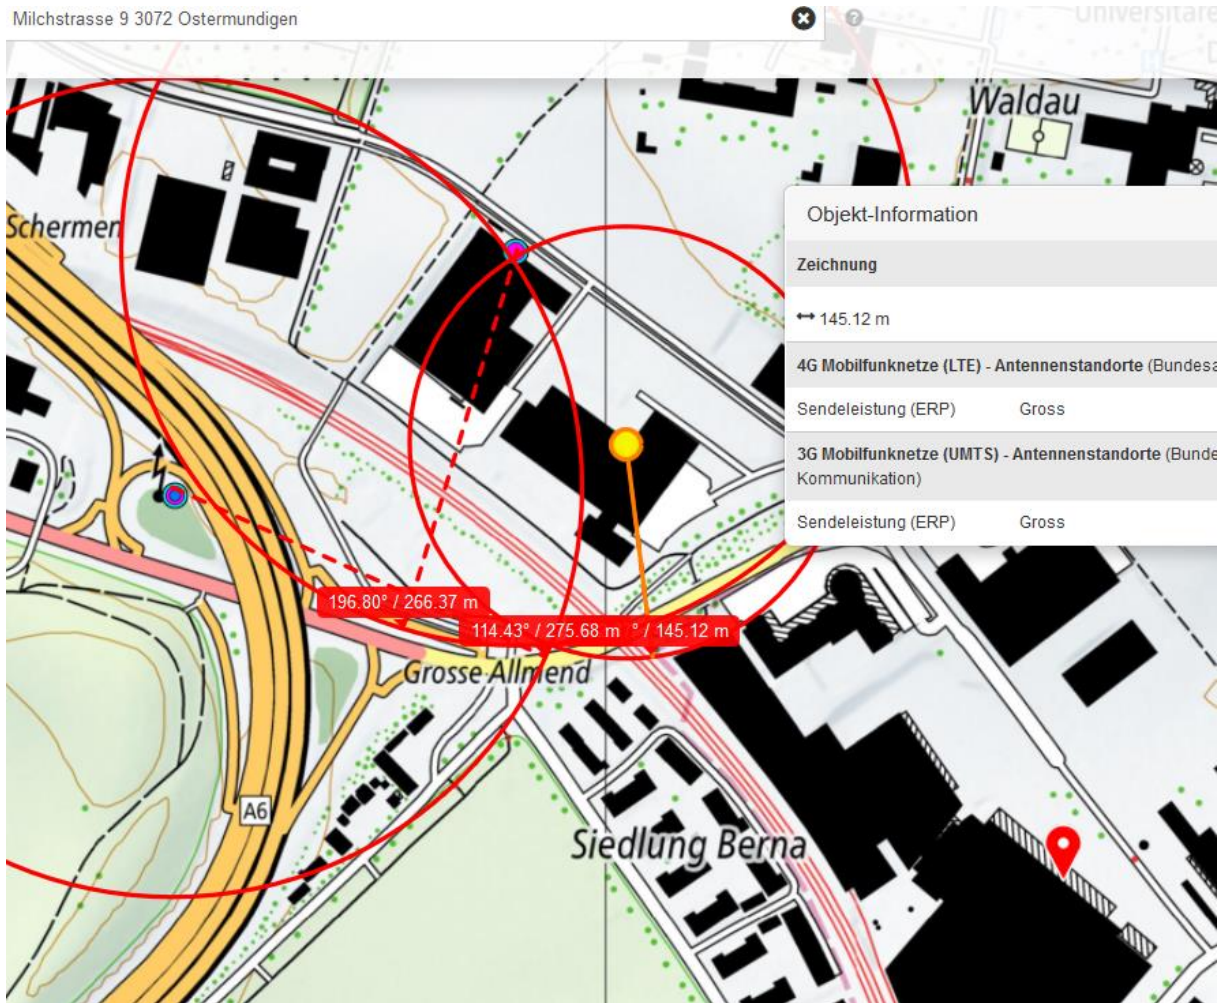 Milchstrasse 9 3072 Ostermundigen
Universitäre
Waldau
Schermen
Objekt-Information
Zeichnung
145.12 m
4G Mobilfunknetze (LTE) - Antennenstandorte (Bundesa
Sendeleistung (ERP) Gross
3G Mobilfunknetze (UMTS) - Antennenstandorte (Bunde
Kommunikation)
Sendeleistung (ERP) Gross
196.80° / 266.37 m
114.43° / 275.68 m ° / 145.12 m
Grosse Allmend
A6
Siedlung Berna